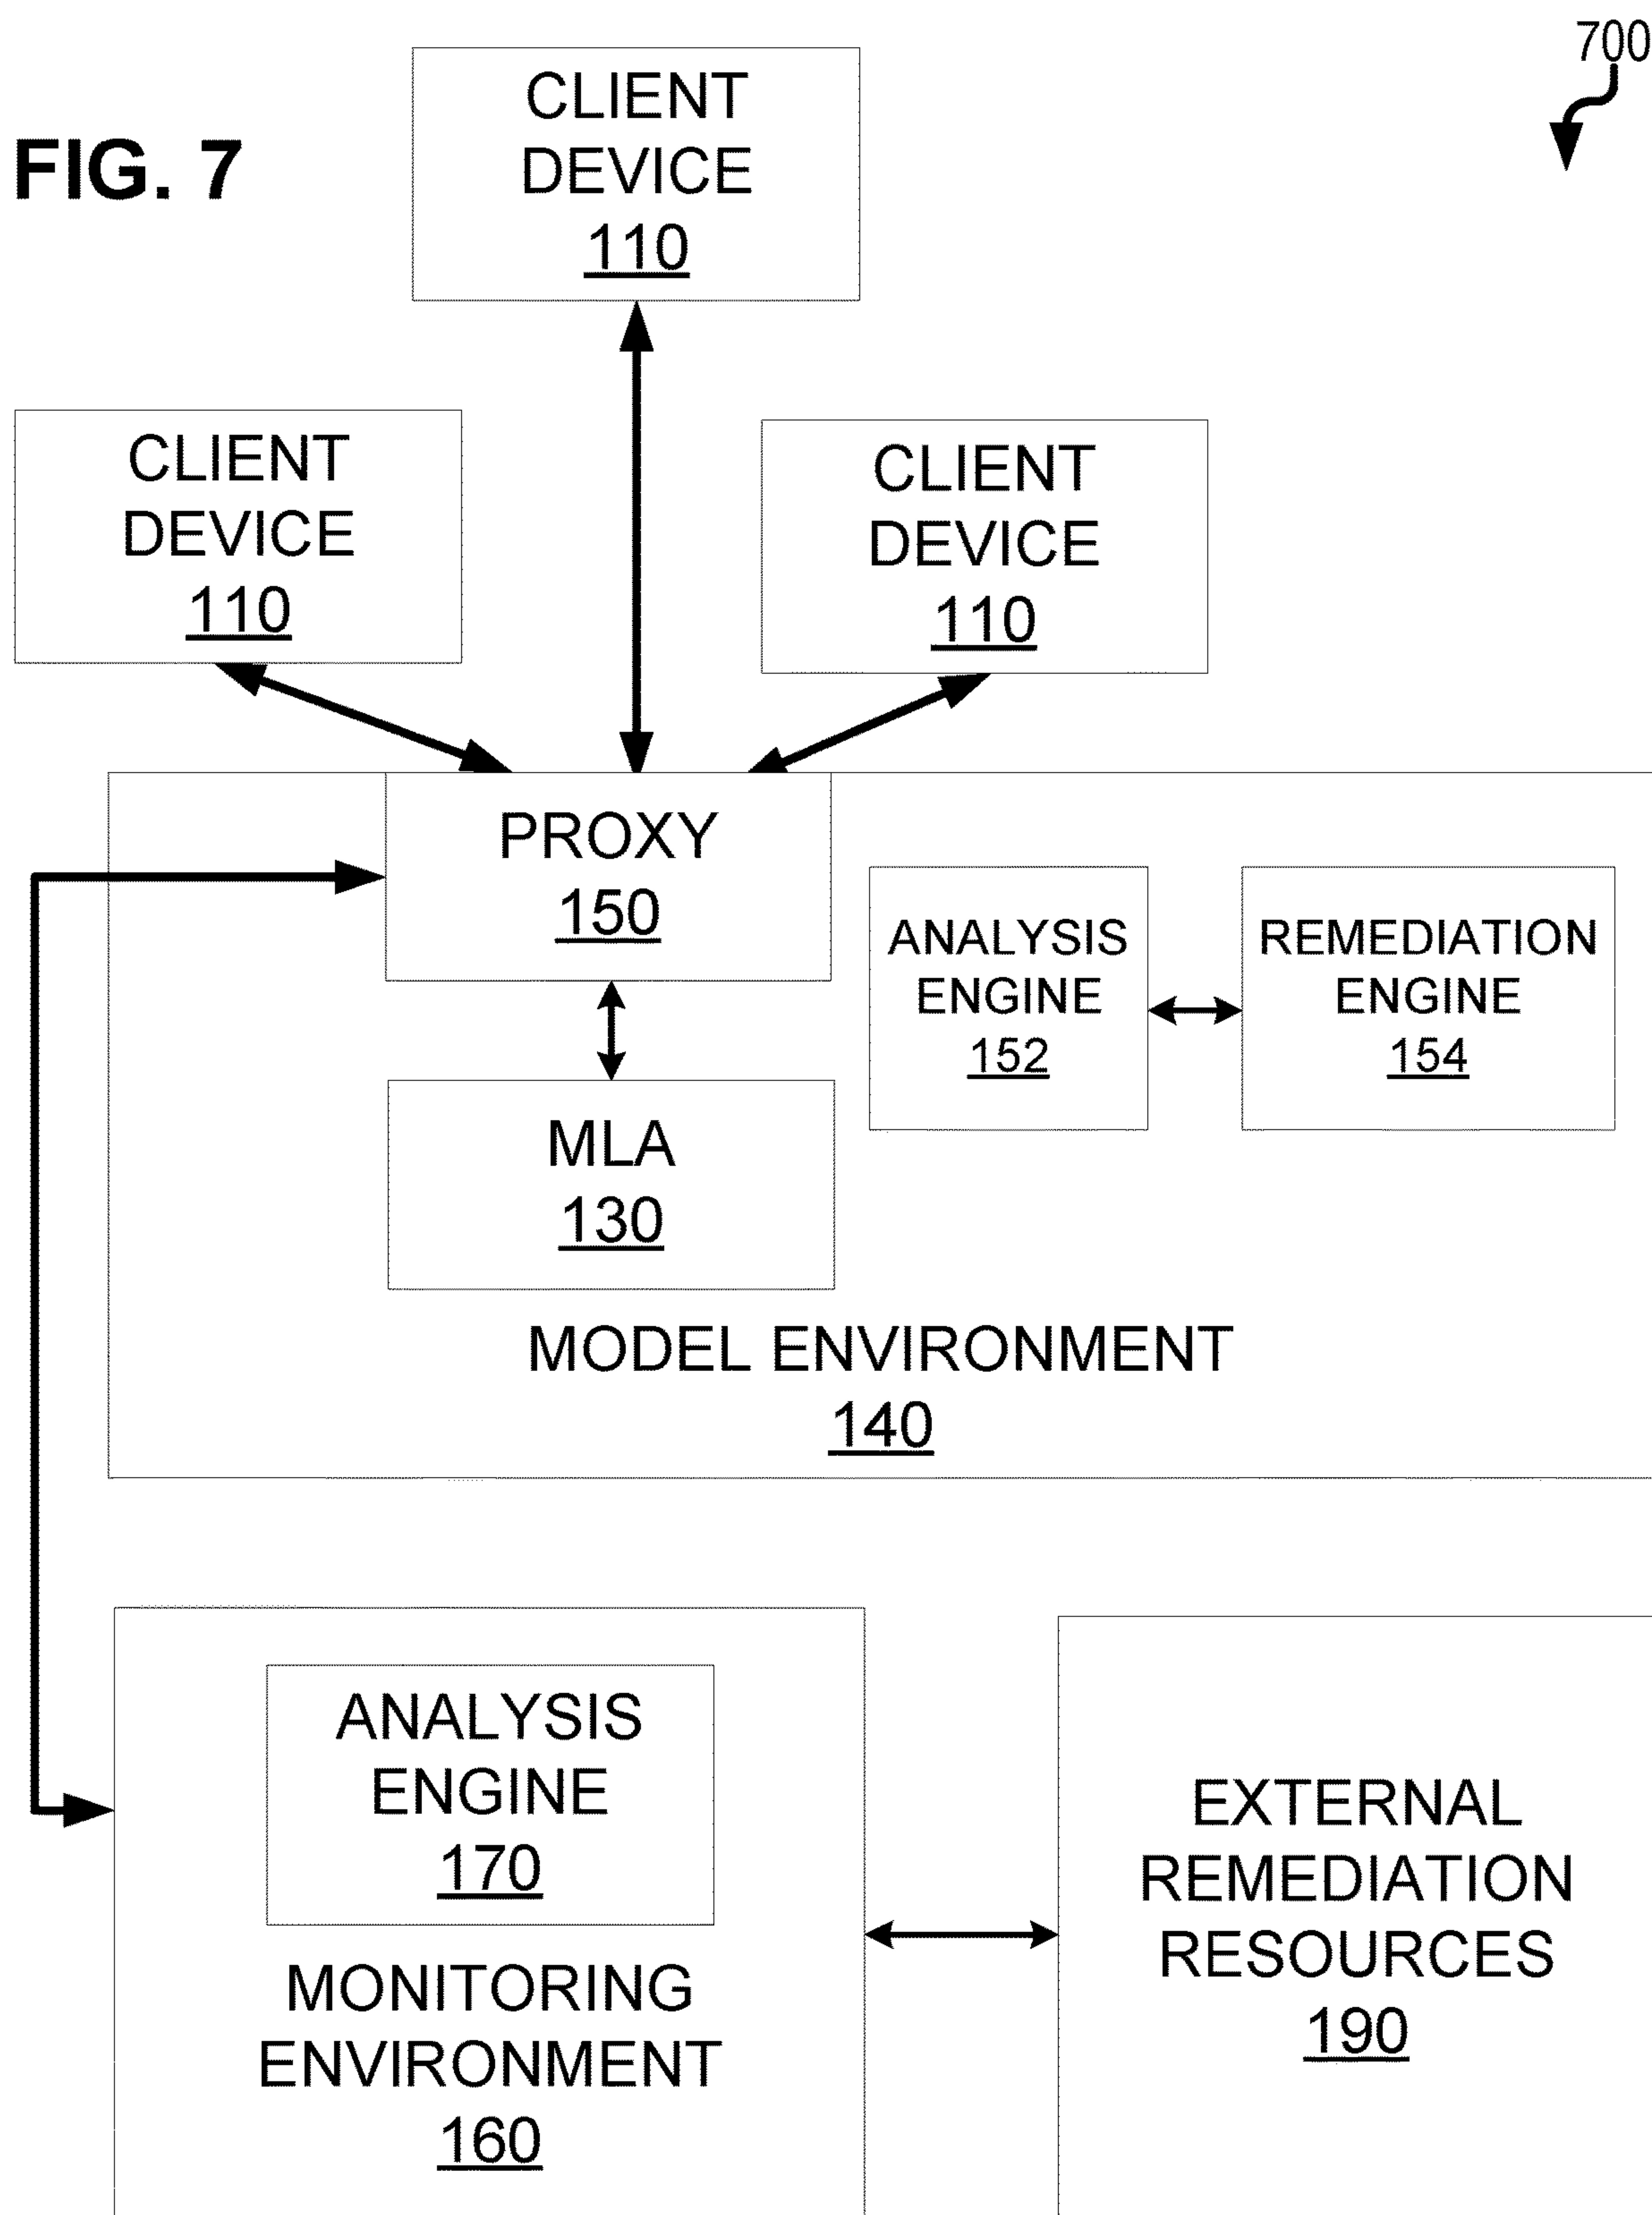 700
FIG. 7
CLIENT
DEVICE
110
CLIENT
DEVICE
110
CLIENT
DEVICE
110
PROXY
150
ANALYSIS
ENGINE
152
REMEDIATION
ENGINE
154
MLA
130
MODEL ENVIRONMENT
140
ANALYSIS
ENGINE
170
MONITORING
ENVIRONMENT
160
EXTERNAL
REMEDIATION
RESOURCES
190